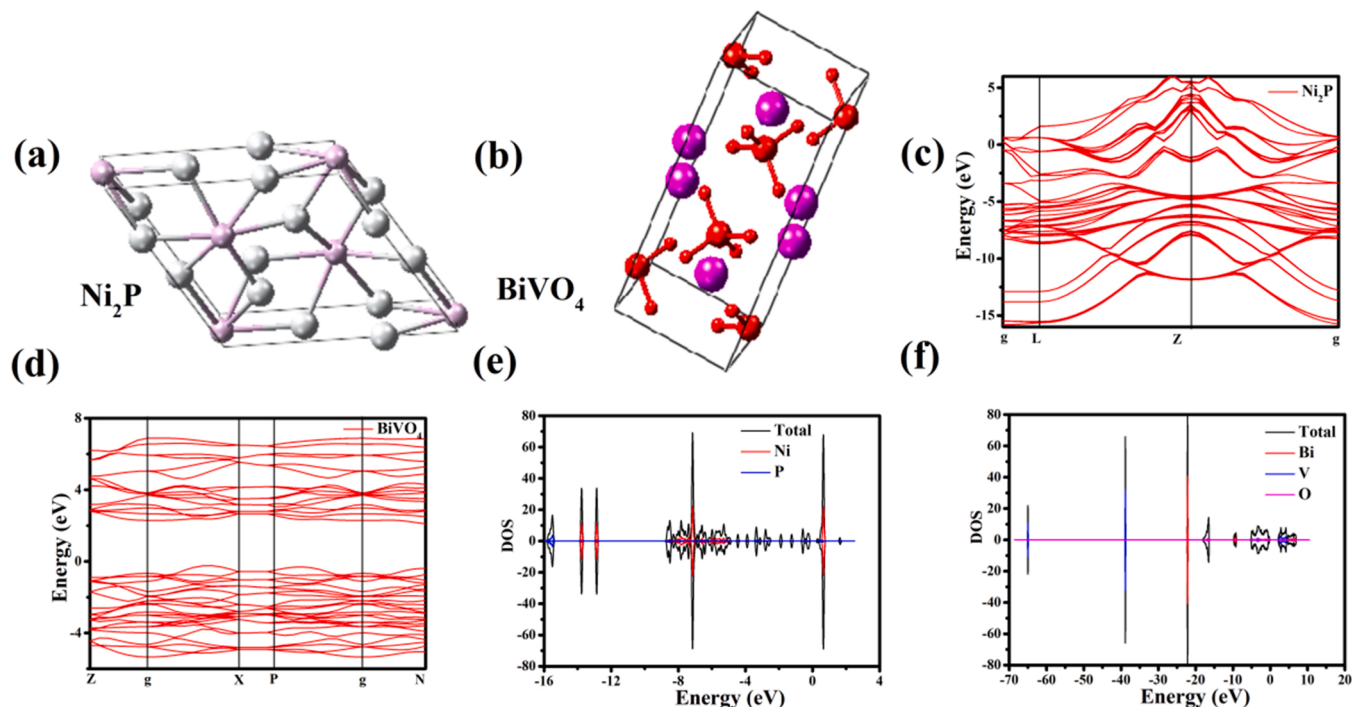 (a)
Ni2P
(b)
BiVO4
(c)
Energy (eV)
5
0
-5
-10
-15
g L Z g
Ni2P
(d)
Energy (eV)
8
4
0
-4
Z g X P g N
BiVO4
(e)
DOS
80
60
40
20
0
-20
-40
-60
80
-16 -12 -8 -4 0 4
Energy (eV)
Total
Ni
P
(f)
DOS
80
60
40
20
0
-20
-40
-60
80
-70 -60 -50 -40 -30 -20 -10 0 10 20
Energy (eV)
Total
Bi
V
O